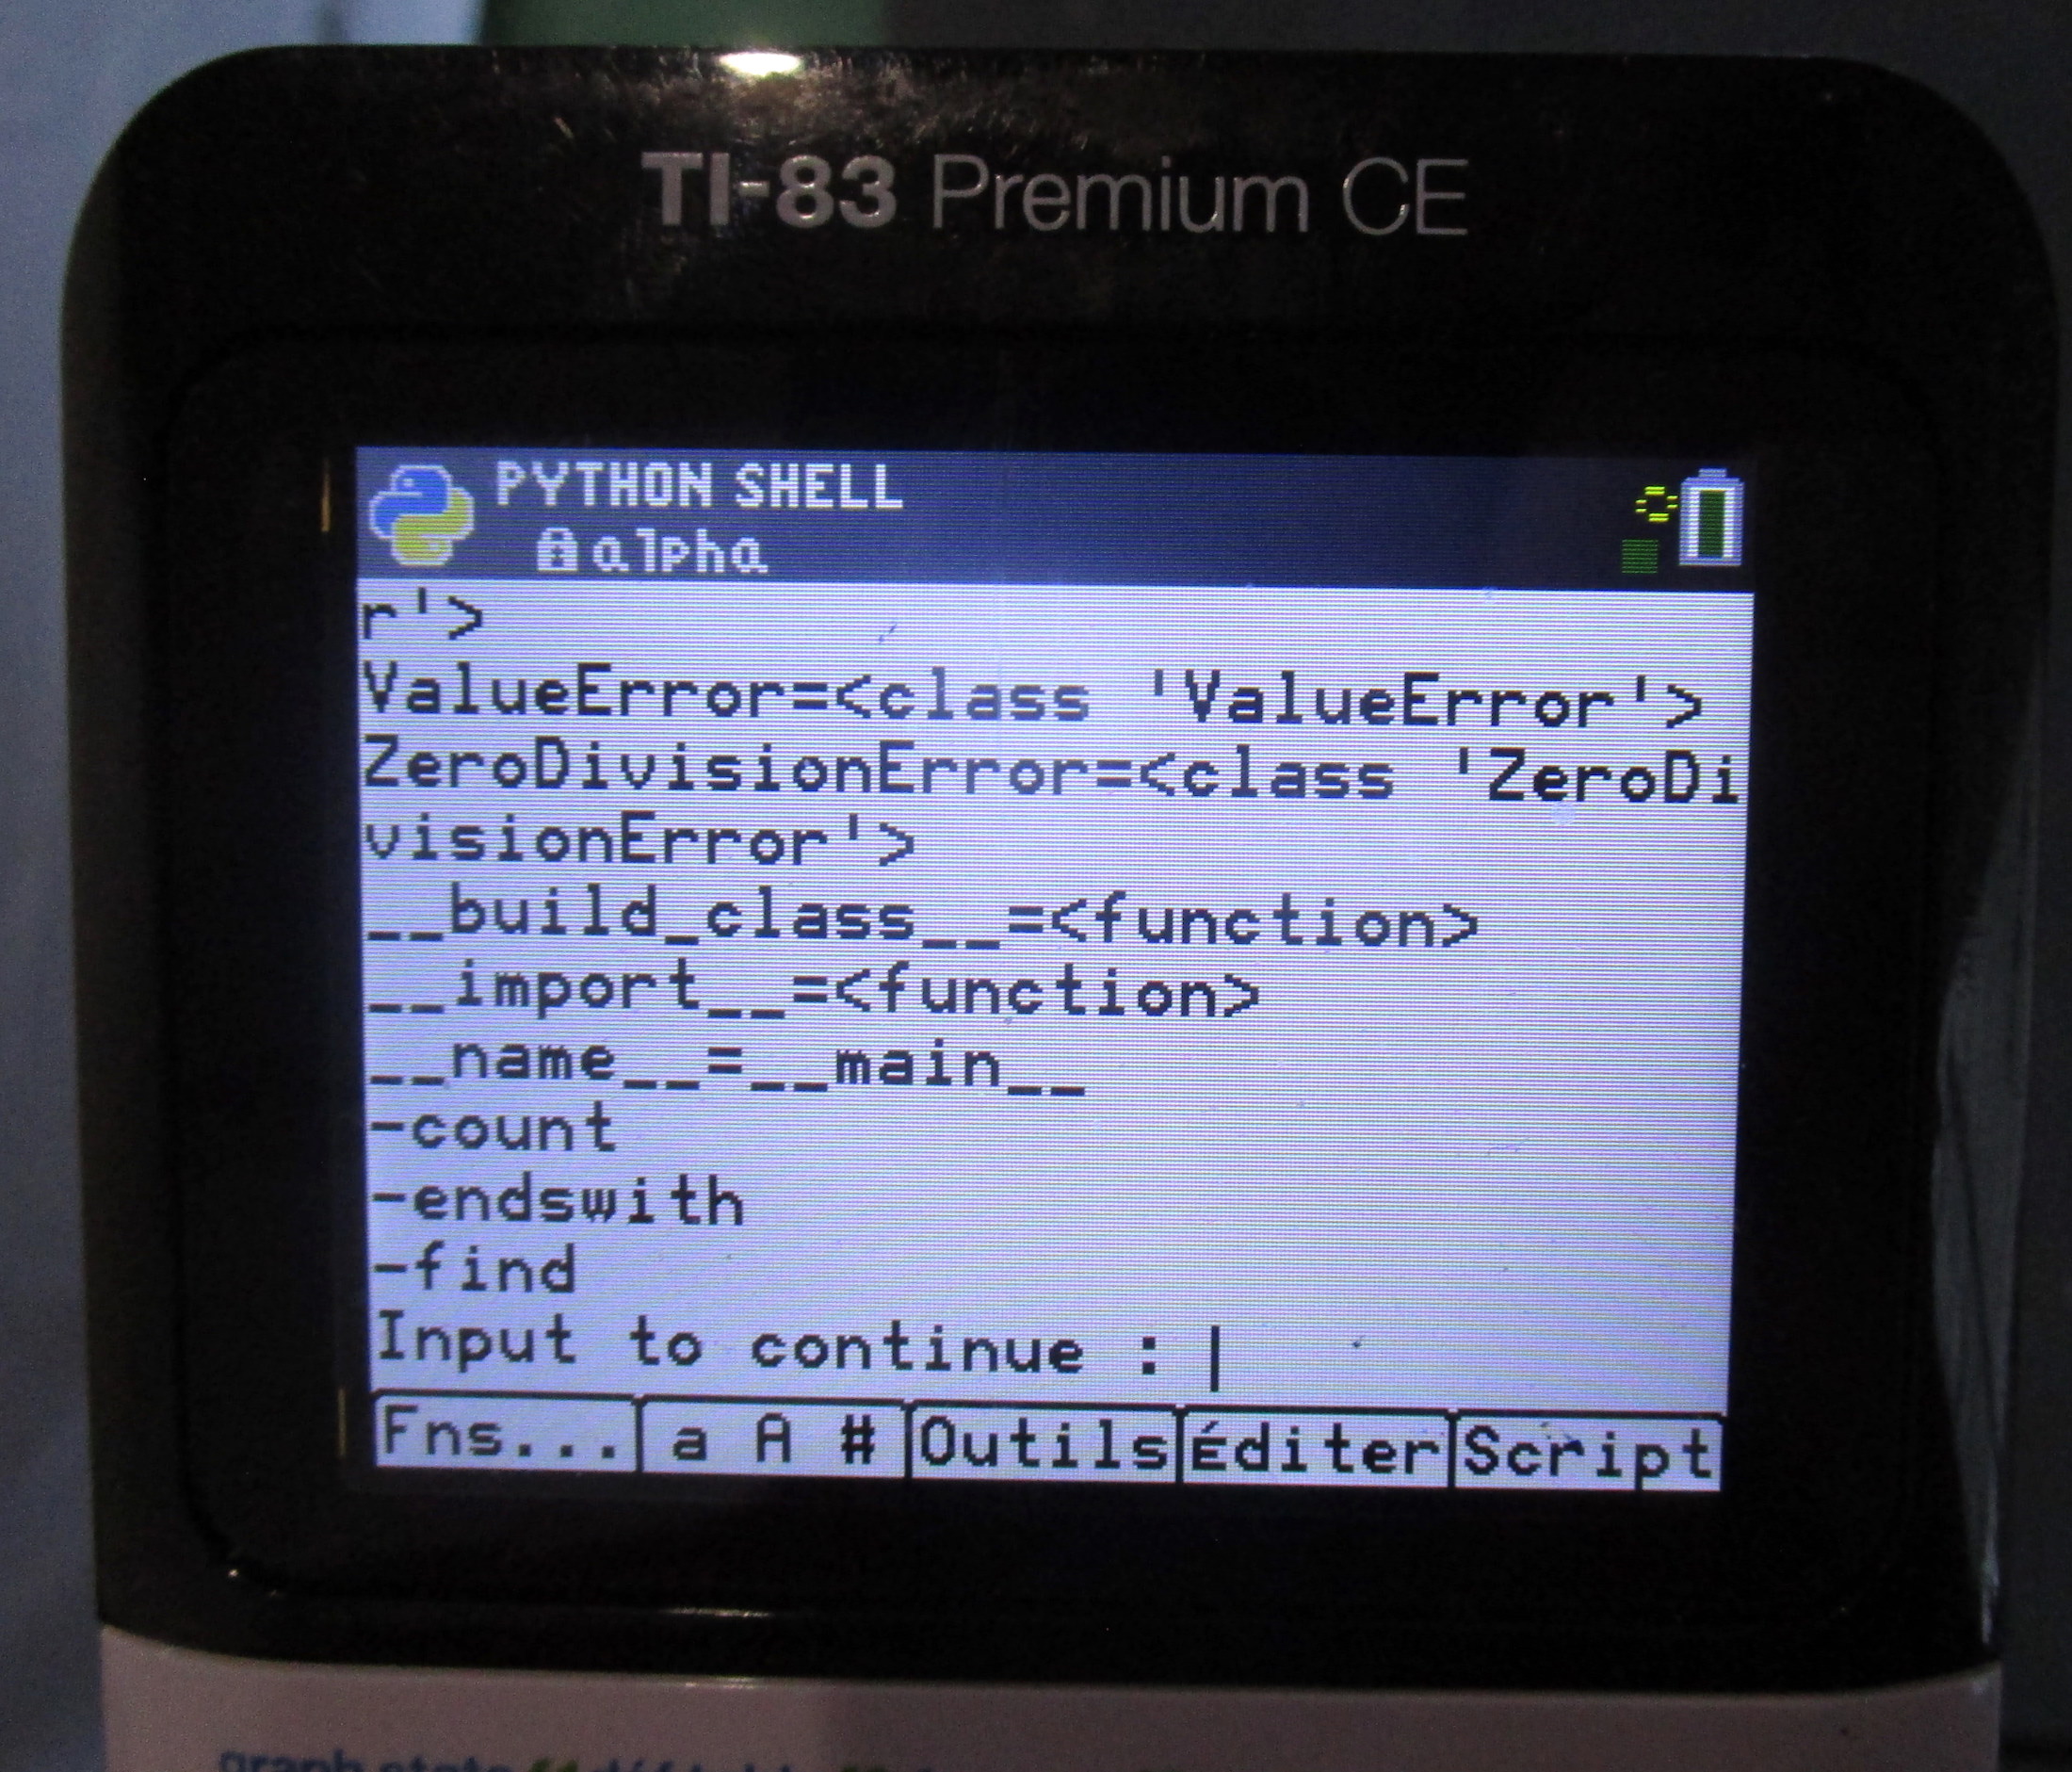 TI-83 Premium CE
PYTHON SHELL
alpha
r'>
ValueError=<class 'ValueError'>
ZeroDivisionError=<class 'ZeroDi
visionError'>
__build_class__=<function>
__import__=<function>
__name__=__main__
-count
-endswith
-find
Input to continue : |
Fns... a A # Outils Éditer Script